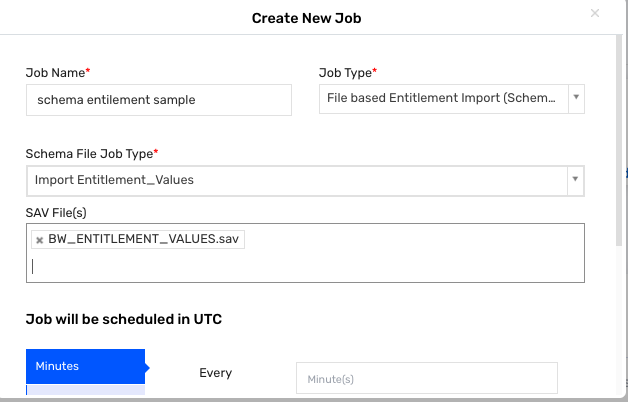 Create New Job
×
Job Name*
Job Type*
schema entilement sample
File based Entitlement Import (Schem...
Schema File Job Type*
Import Entitlement_Values
SAV File(s)
× BW_ENTITLEMENT_VALUES.sav
Job will be scheduled in UTC
Minutes
Every
Minute(s)